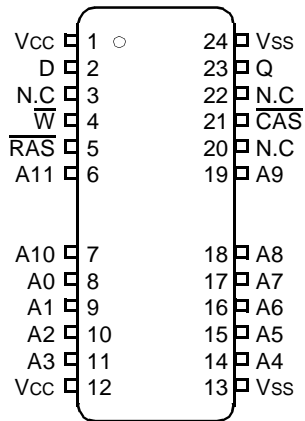 Vcc 1 24 Vss
D 2 23 Q
N.C 3 22 N.C
W̅ 4 21 C̅A̅S̅
R̅A̅S̅ 5 20 N.C
A11 6 19 A9
A10 7 18 A8
A0 8 17 A7
A1 9 16 A6
A2 10 15 A5
A3 11 14 A4
Vcc 12 13 Vss